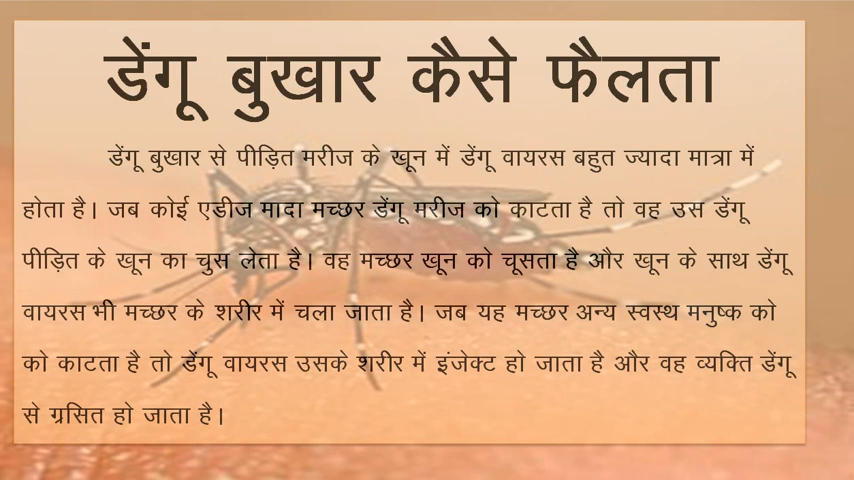 डेंगू बुखार कैसे फैलता
डेंगू बुखार से पीड़ित मरीज के खून में डेंगू वायरस बहुत ज्यादा मात्रा में
होता है। जब कोई एडीज मादा मच्छर डेंगू मरीज को काटता है तो वह उस डेंगू
पीड़ित के खून का चुस लेता है। वह मच्छर खून को चूसता है और खून के साथ डेंगू
वायरस भी मच्छर के शरीर में चला जाता है। जब यह मच्छर अन्य स्वस्थ मनुष्क को
को काटता है तो डेंगू वायरस उसके शरीर में इंजेक्ट हो जाता है और वह व्यक्ति डेंगू
से ग्रसित हो जाता है।